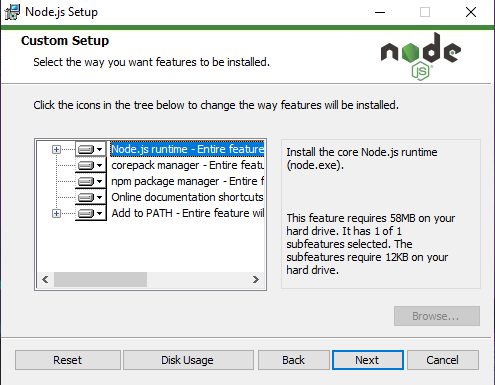 Node.js Setup
Custom Setup
Select the way you want features to be installed.
node
JS
Click the icons in the tree below to change the way features will be installed.
Node.js runtime - Entire feature
corepack manager - Entire featu
npm package manager - Entire f
Online documentation shortcuts
Add to PATH - Entire feature wil
Install the core Node.js runtime
(node.exe).
This feature requires 58MB on your
hard drive. It has 1 of 1
subfeatures selected. The
subfeatures require 12KB on your
hard drive.
Browse...
Reset
Disk Usage
Back
Next
Cancel